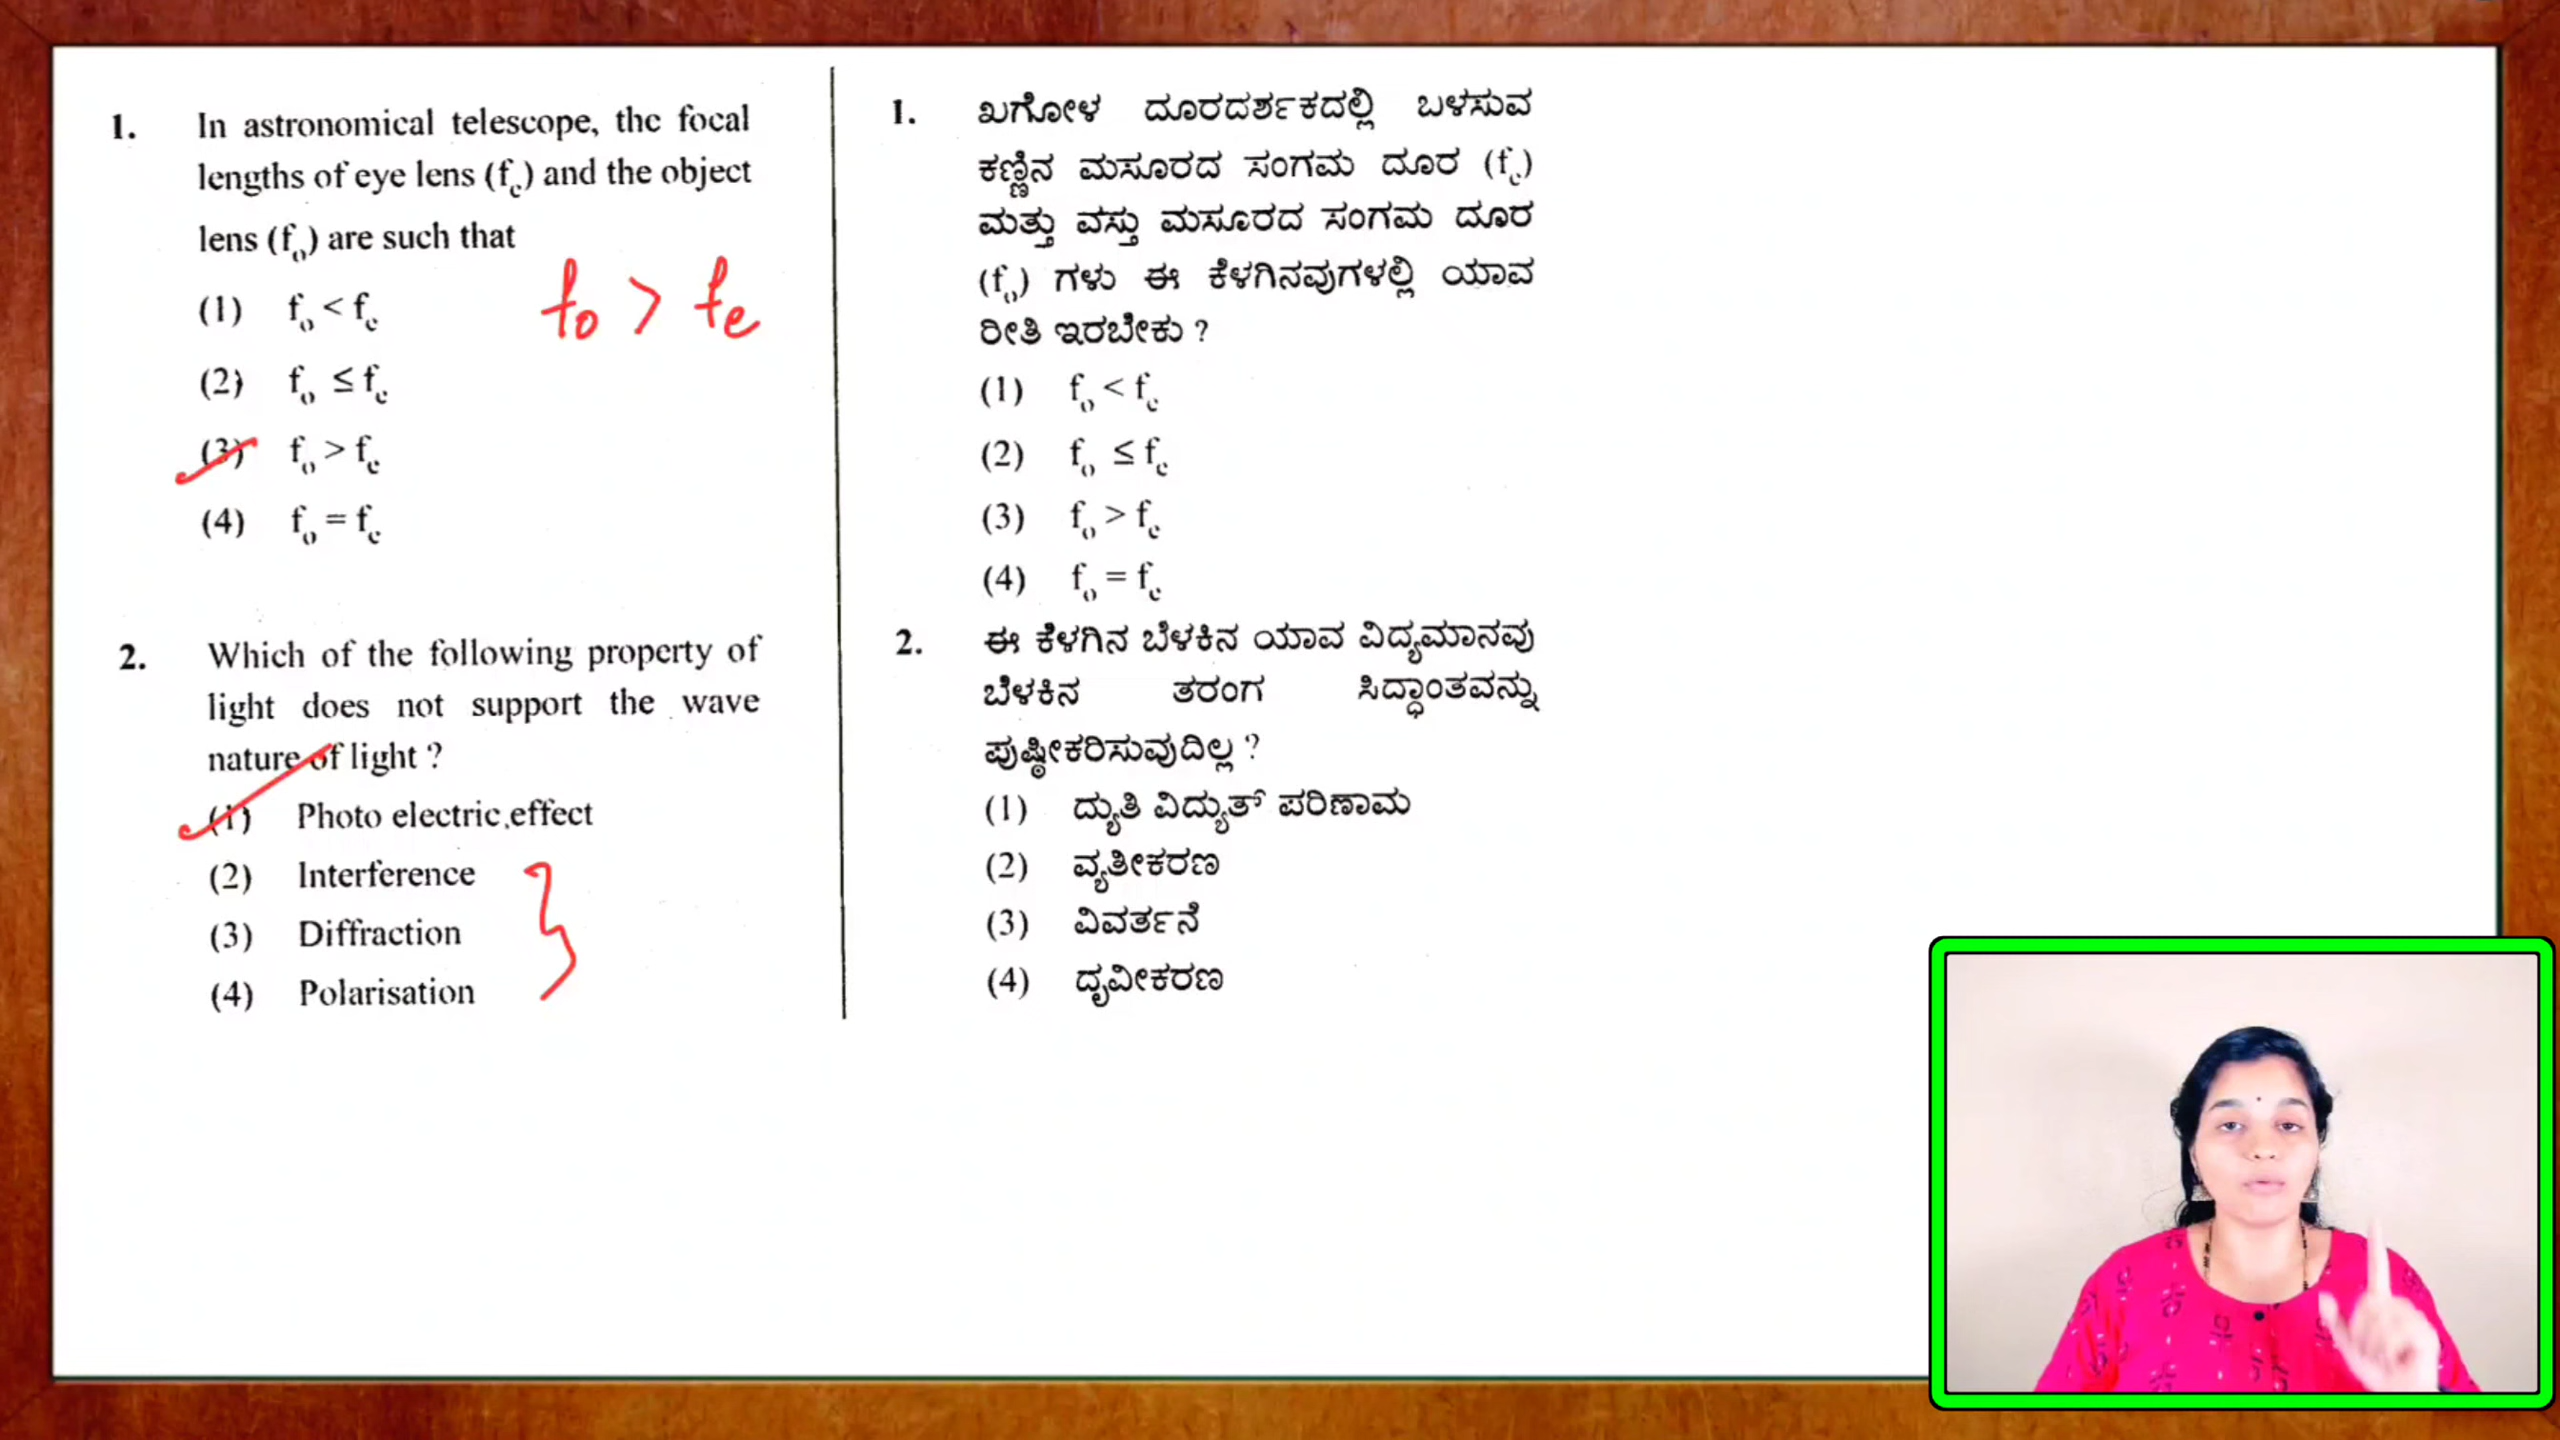 1. In astronomical telescope, the focal
lengths of eye lens (fe) and the object
lens (fo) are such that
(1) fo < fe
fo > fe
(2) fo ≤ fe
(3) fo > fe
(4) fo = fe
2. Which of the following property of
light does not support the wave
nature of light ?
(1) Photo electric effect
(2) Interference
(3) Diffraction
(4) Polarisation
1. ಖಗೋಳ ದೂರದರ್ಶಕದಲ್ಲಿ ಬಳಸುವ
ಕಣ್ಣಿನ ಮಸೂರದ ಸಂಗಮ ದೂರ (fe)
ಮತ್ತು ವಸ್ತು ಮಸೂರದ ಸಂಗಮ ದೂರ
(fo) ಗಳು ಈ ಕೆಳಗಿನವುಗಳಲ್ಲಿ ಯಾವ
ರೀತಿ ಇರಬೇಕು ?
(1) fo < fe
(2) fo ≤ fe
(3) fo > fe
(4) fo = fe
2. ಈ ಕೆಳಗಿನ ಬೆಳಕಿನ ಯಾವ ವಿದ್ಯಮಾನವು
ಬೆಳಕಿನ ತರಂಗ ಸಿದ್ಧಾಂತವನ್ನು
ಪುಷ್ಠೀಕರಿಸುವುದಿಲ್ಲ ?
(1) ದ್ಯುತಿ ವಿದ್ಯುತ್ ಪರಿಣಾಮ
(2) ವ್ಯತೀಕರಣ
(3) ವಿವರ್ತನೆ
(4) ದೃವೀಕರಣ